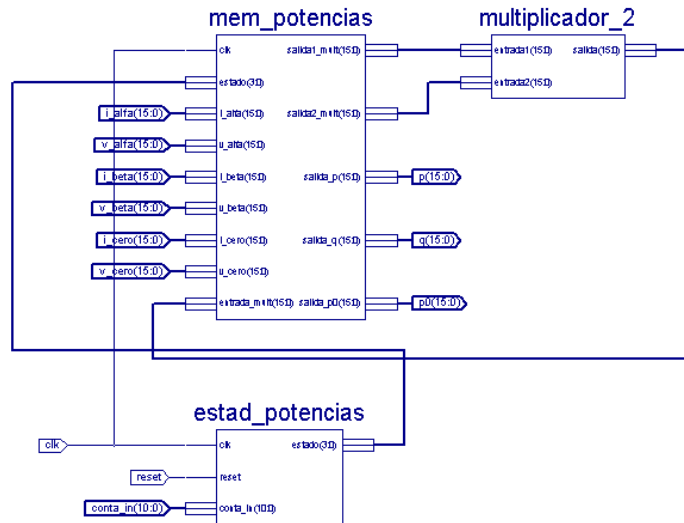 mem_potencias
multiplicador_2
clk
salida1_mult(15:0)
entrada1(15:0)
salida(15:0)
estado(3:0)
entrada2(15:0)
i_alfa(15:0)
i_alfa(15:0)
salida2_mult(15:0)
v_alfa(15:0)
u_alfa(15:0)
i_beta(15:0)
i_beta(15:0)
salida_p(15:0)
p(15:0)
v_beta(15:0)
u_beta(15:0)
i_cero(15:0)
i_cero(15:0)
salida_q(15:0)
q(15:0)
v_cero(15:0)
u_cero(15:0)
entrada_mult(15:0)
salida_p0(15:0)
p0(15:0)
estad_potencias
clk
clk
estado(3:0)
reset
reset
conta_in(10:0)
conta_in(10:0)